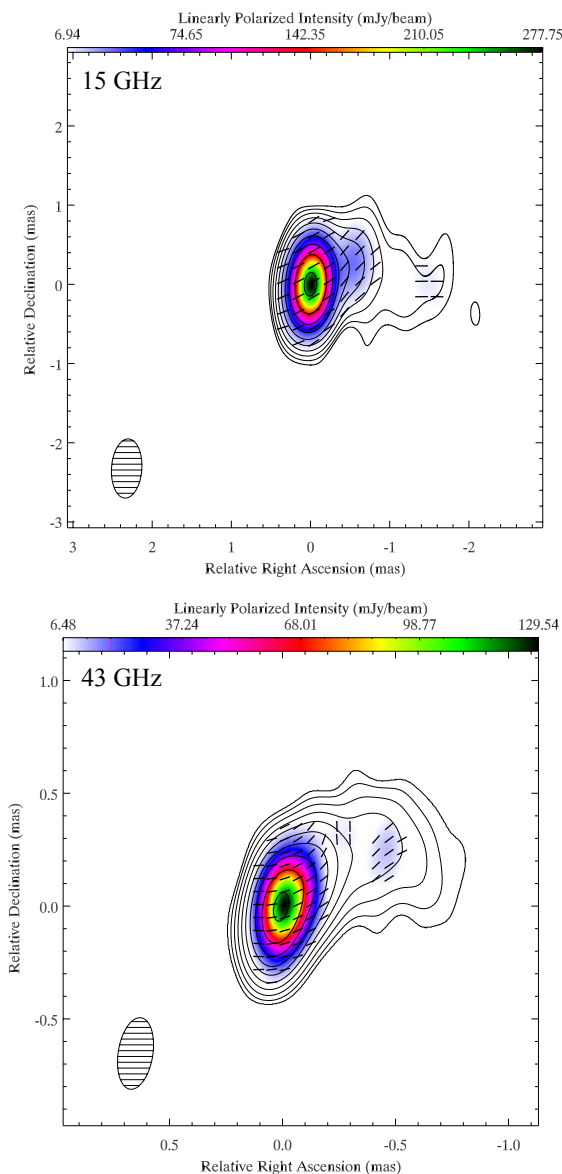 Linearly Polarized Intensity (mJy/beam)
6.94 74.65 142.35 210.05 277.75
15 GHz
2
1
0
-1
-2
-3
Relative Declination (mas)
3 2 1 0 -1 -2
Relative Right Ascension (mas)
Linearly Polarized Intensity (mJy/beam)
6.48 37.24 68.01 98.77 129.54
43 GHz
1.0
0.5
0.0
-0.5
Relative Declination (mas)
0.5 0.0 -0.5 -1.0
Relative Right Ascension (mas)